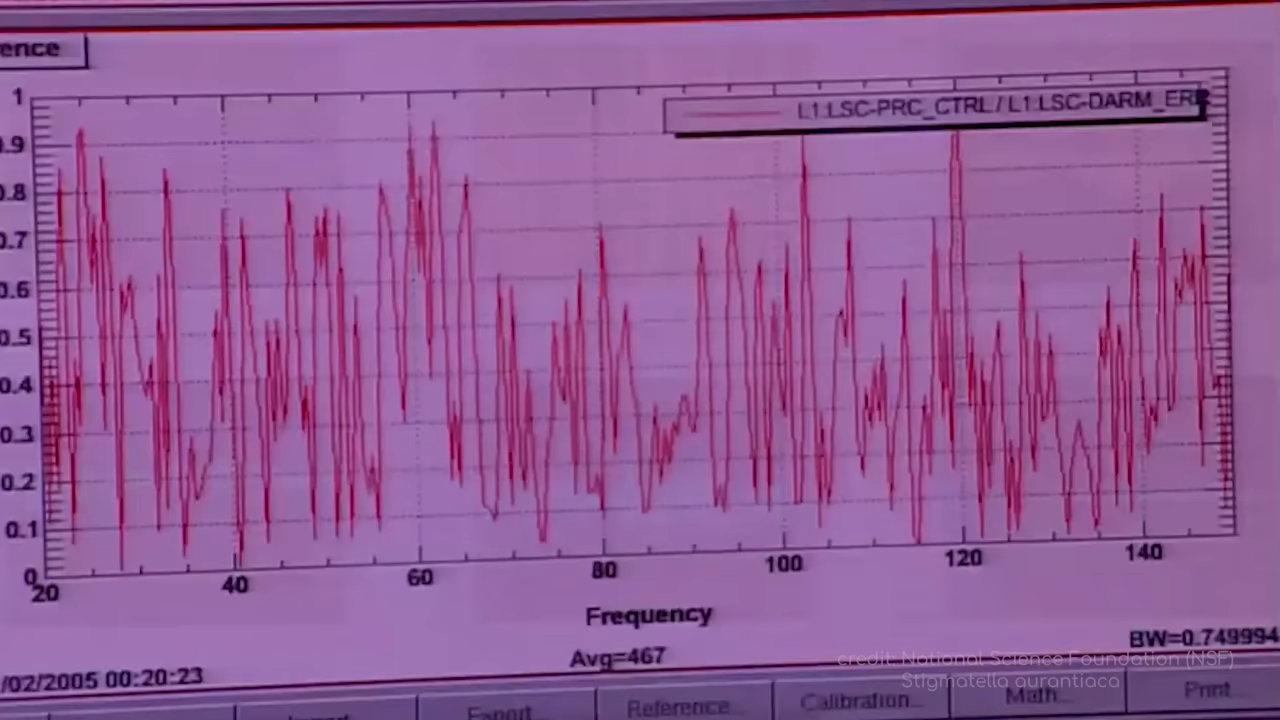 ence
L1:LSC-PRC_CTRL / L1:LSC-DARM_ERR
1
0.9
0.8
0.7
0.6
0.5
0.4
0.3
0.2
0.1
0
20 40 60 80 100 120 140
Frequency
/02/2005 00:20:23
Avg=467
BW=0.749994
credit: National Science Foundation (NSF)
Stigmatella aurantiaca
Export...
Reference...
Calibration...
Math...
Print...